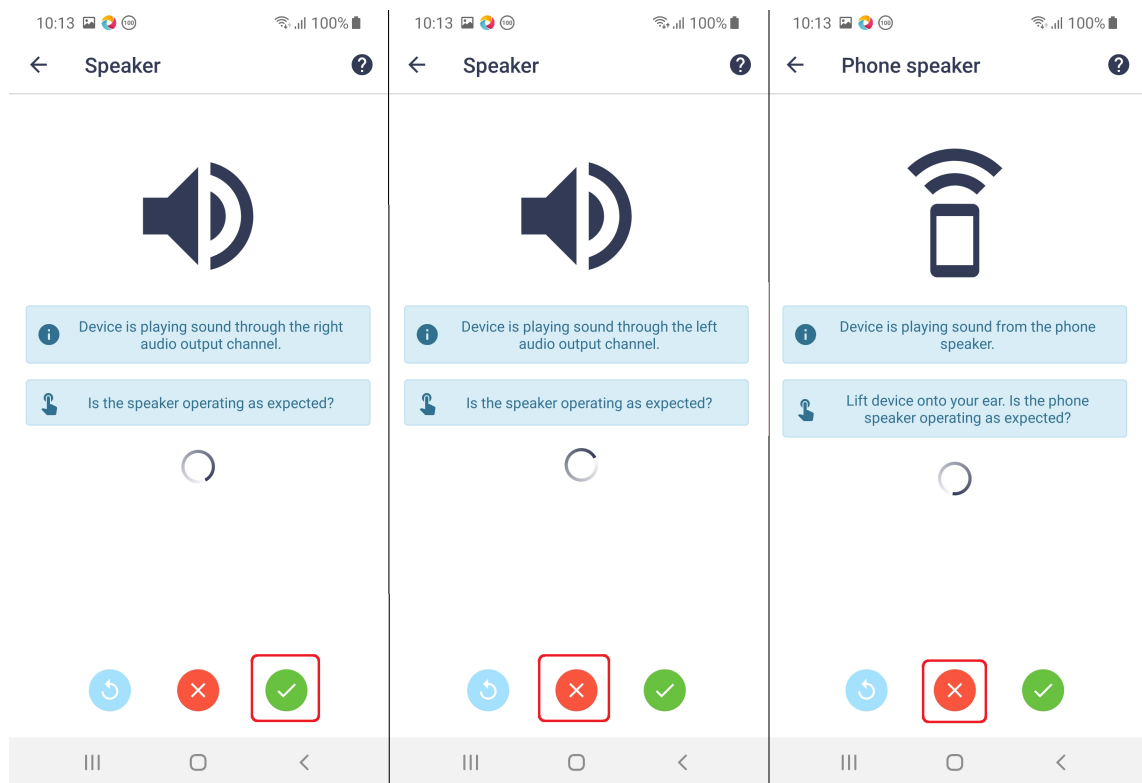 10:13 100 100%
Speaker ?
Device is playing sound through the right
audio output channel.
Is the speaker operating as expected?
10:13 100 100%
Speaker ?
Device is playing sound through the left
audio output channel.
Is the speaker operating as expected?
10:13 100 100%
Phone speaker ?
Device is playing sound from the phone
speaker.
Lift device onto your ear. Is the phone
speaker operating as expected?